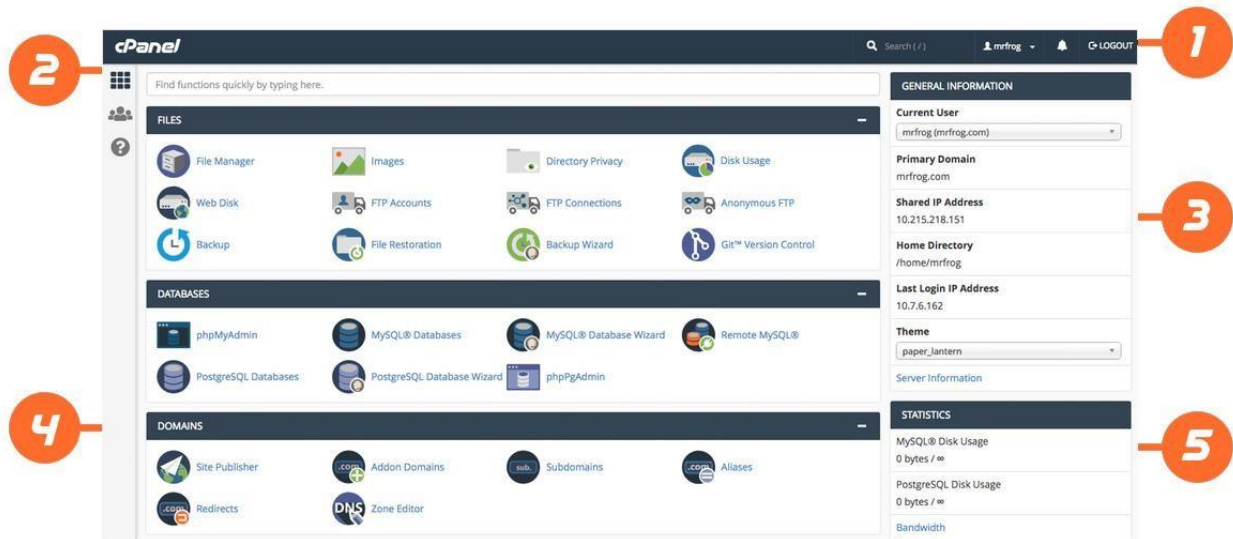 cPanel
Search ( / )
mrfrog
LOGOUT
1
2
Find functions quickly by typing here.
FILES
File Manager
Images
Directory Privacy
Disk Usage
Web Disk
FTP Accounts
FTP Connections
Anonymous FTP
Backup
File Restoration
Backup Wizard
Git™ Version Control
DATABASES
phpMyAdmin
MySQL® Databases
MySQL® Database Wizard
Remote MySQL®
PostgreSQL Databases
PostgreSQL Database Wizard
phpPgAdmin
4
DOMAINS
Site Publisher
.com
Addon Domains
sub.
Subdomains
.com
Aliases
.com
Redirects
DNS
Zone Editor
GENERAL INFORMATION
Current User
mrfrog (mrfrog.com)
Primary Domain
mrfrog.com
Shared IP Address
10.215.218.151
3
Home Directory
/home/mrfrog
Last Login IP Address
10.7.6.162
Theme
paper_lantern
Server Information
STATISTICS
MySQL® Disk Usage
0 bytes / ∞
5
PostgreSQL Disk Usage
0 bytes / ∞
Bandwidth